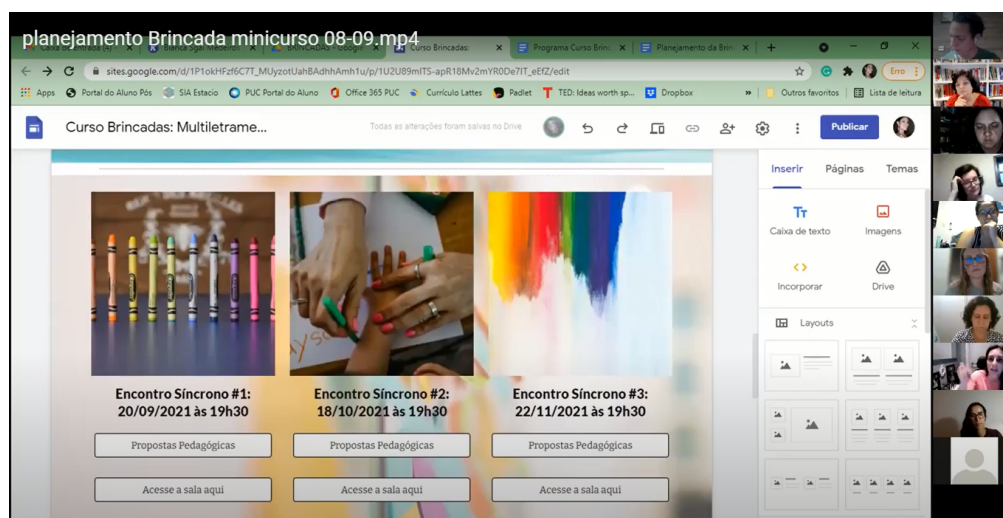 planejamento Brincada minicurso 08-09.mp4
Curso Brincadas:
Programa Curso Brin
Planejamento da Brin
sites.google.com/d/1P1okHFzf6C7T_MUyzotUahBAdhhAmh1u/p/1U2U89mITS-apR18Mv2mYR0De7IT_eEfZ/edit
Erro
Apps Portal do Aluno Pós SIA Estacio PUC Portal do Aluno Office 365 PUC Currículo Lattes Padlet TED: Ideas worth sp... Dropbox » Outros favoritos Lista de leitura
Curso Brincadas: Multiletrame...
Todas as alterações foram salvas no Drive
Publicar
Inserir Páginas Temas
Caixa de texto Imagens
Incorporar Drive
Layouts
Encontro Síncrono #1:
20/09/2021 às 19h30
Propostas Pedagógicas
Acesse a sala aqui
Encontro Síncrono #2:
18/10/2021 às 19h30
Propostas Pedagógicas
Acesse a sala aqui
Encontro Síncrono #3:
22/11/2021 às 19h30
Propostas Pedagógicas
Acesse a sala aqui